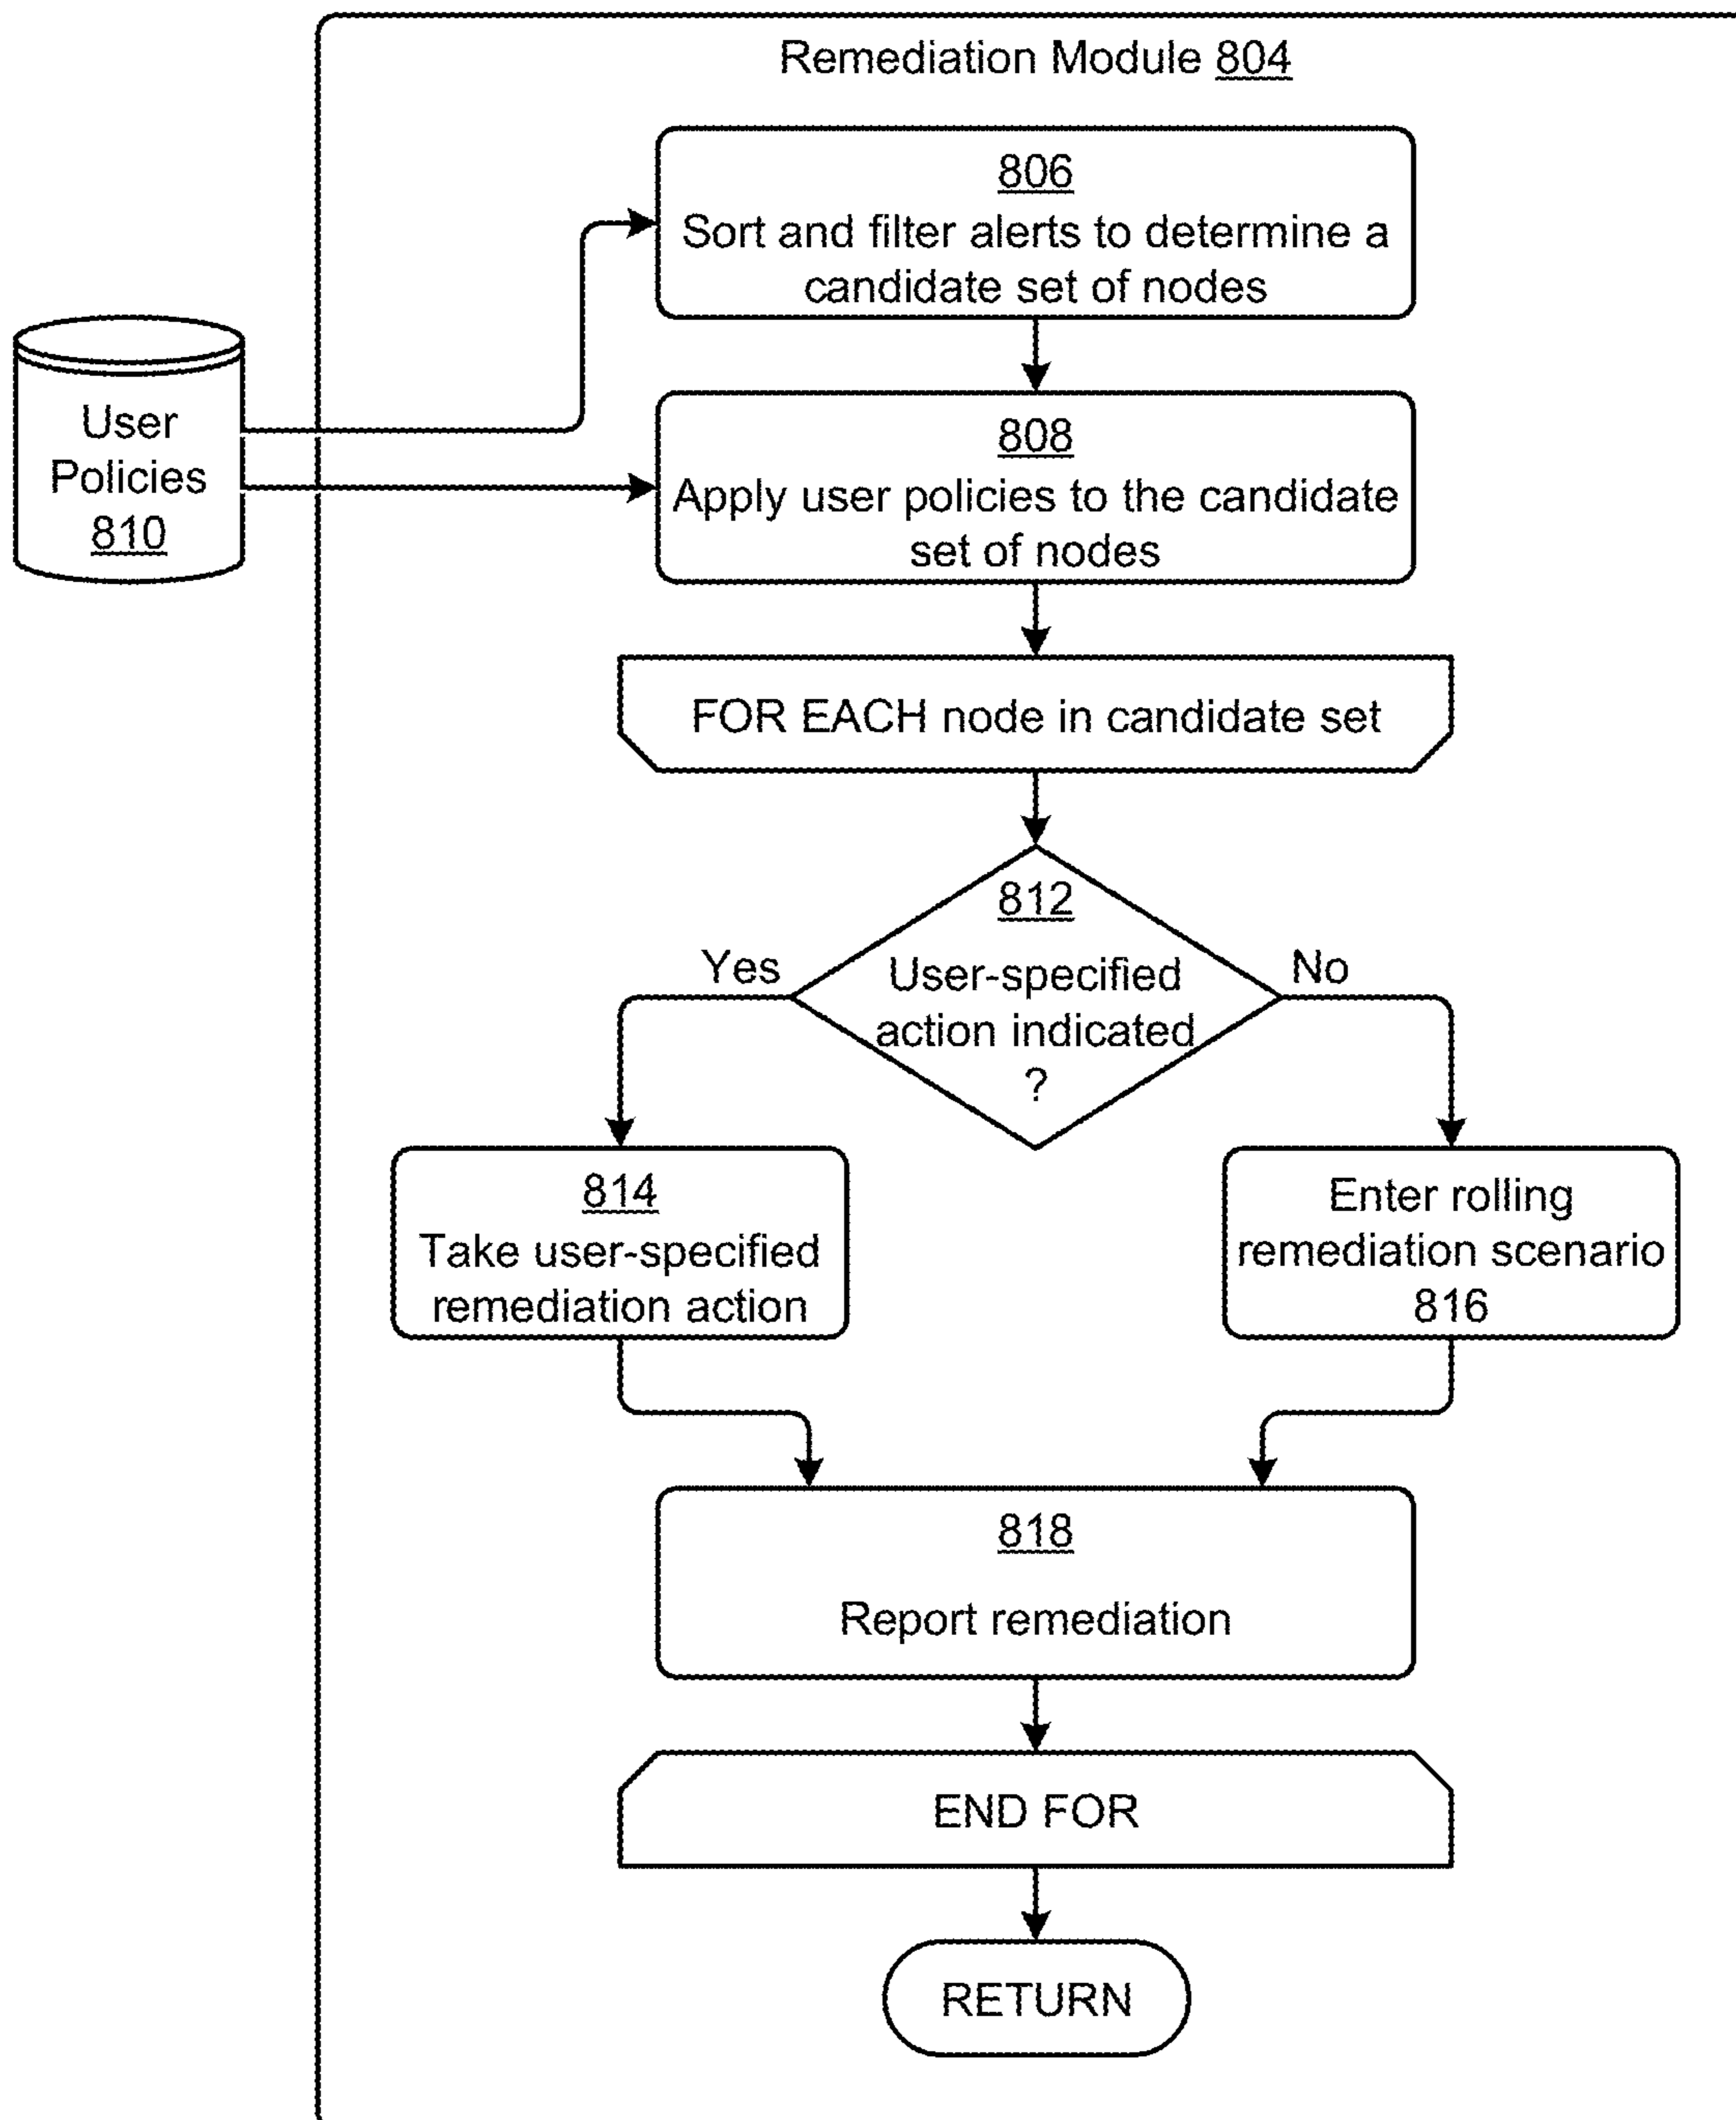 Remediation Module 804
806
Sort and filter alerts to determine a
candidate set of nodes
User
Policies
810
808
Apply user policies to the candidate
set of nodes
FOR EACH node in candidate set
812
User-specified
action indicated
?
Yes
No
814
Take user-specified
remediation action
Enter rolling
remediation scenario
816
818
Report remediation
END FOR
RETURN